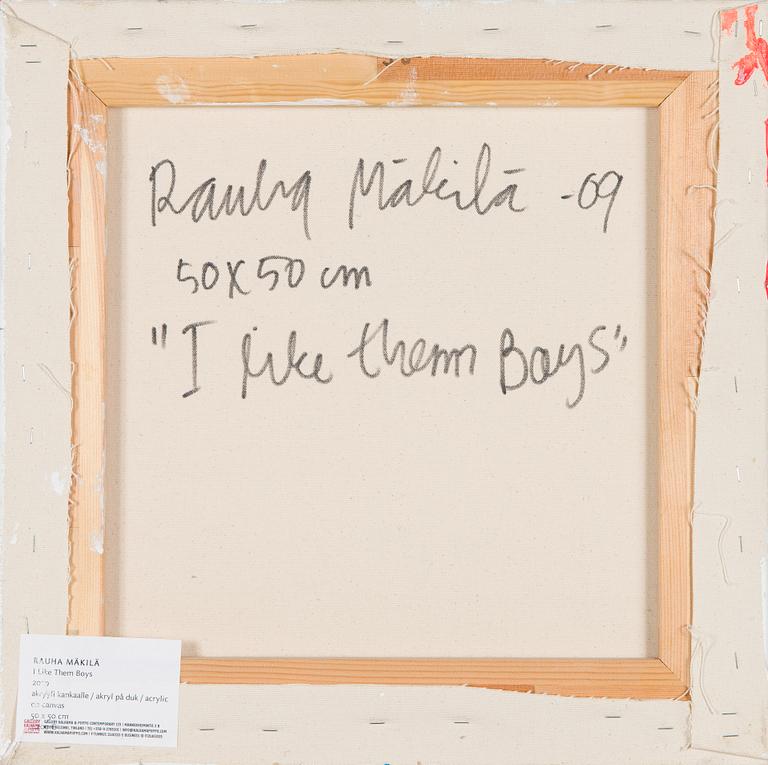 Rauha Mäkilä -09
50x50 cm
"I like them Boys"
RAUHA MÄKILÄ
I Like Them Boys
akryyli kankaalle / akryl på duk / acrylic
on canvas
50 x 50 cm